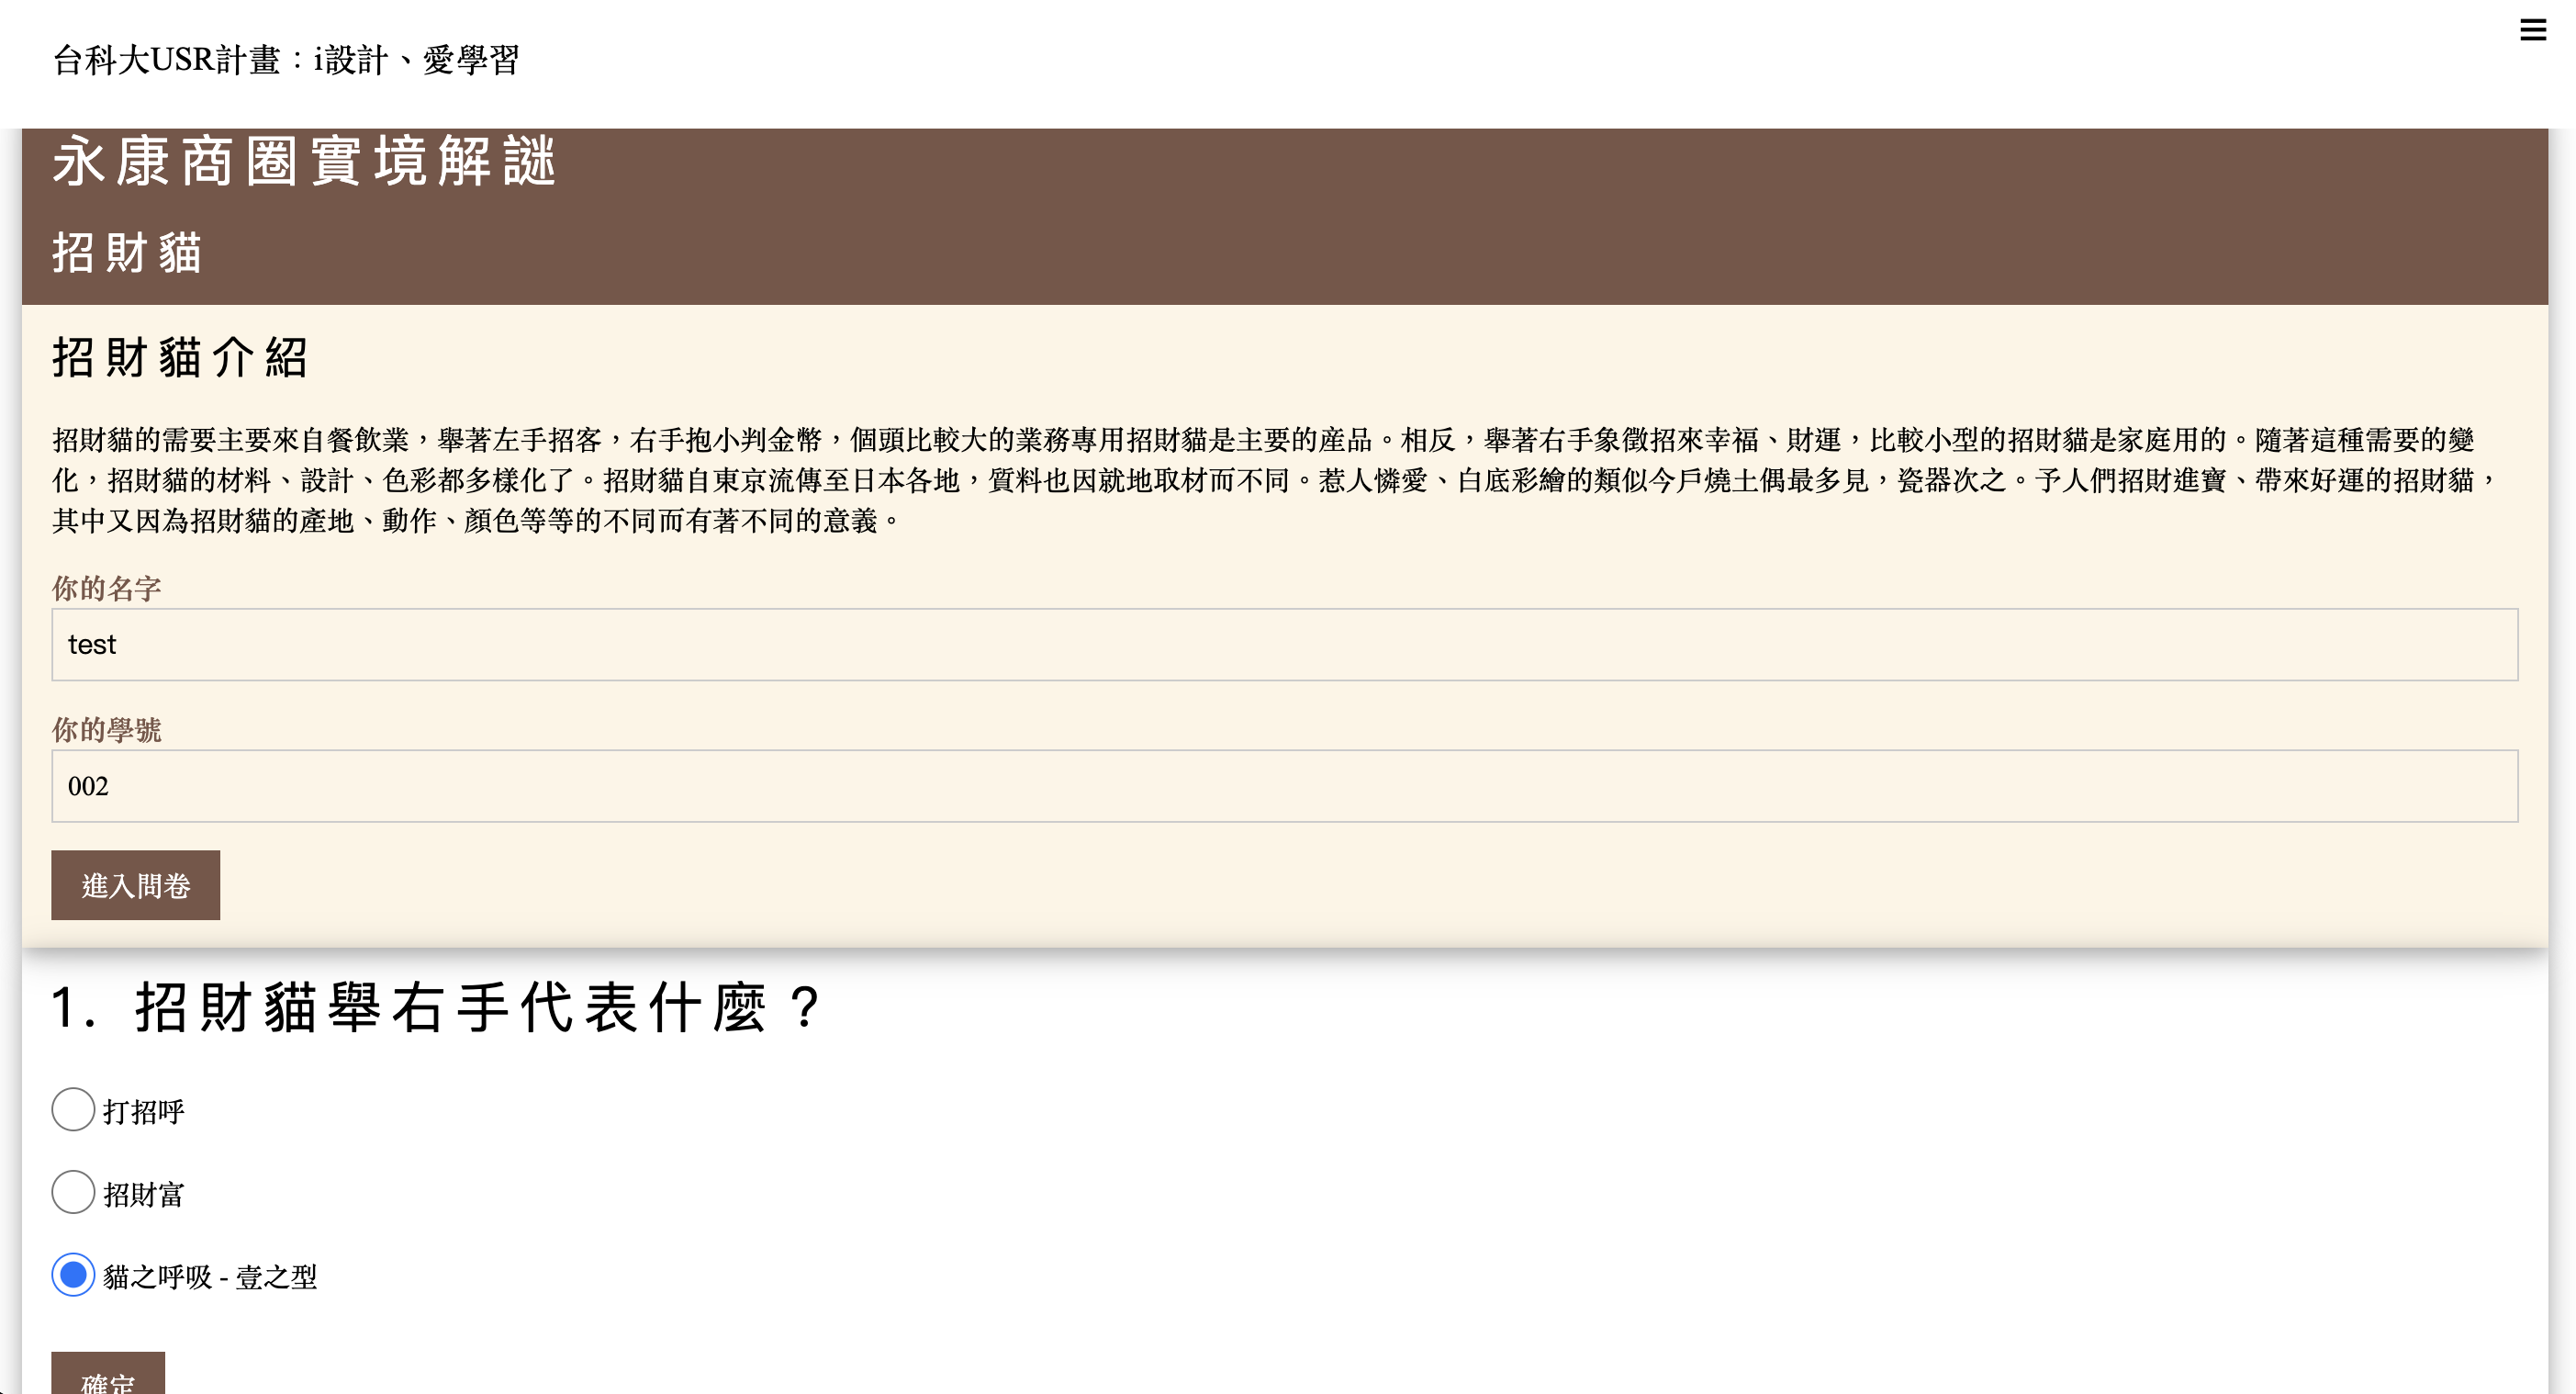 台科大USR計畫：i設計、愛學習
永康商圈實境解謎
招財貓
招財貓介紹
招財貓的需要主要來自餐飲業，舉著左手招客，右手抱小判金幣，個頭比較大的業務專用招財貓是主要的產品。相反，舉著右手象徵招來幸福、財運，比較小型的招財貓是家庭用的。隨著這種需要的變
化，招財貓的材料、設計、色彩都多樣化了。招財貓自東京流傳至日本各地，質料也因就地取材而不同。惹人憐愛、白底彩繪的類似今戶燒土偶最多見，瓷器次之。予人們招財進寶、帶來好運的招財貓，
其中又因為招財貓的產地、動作、顏色等等的不同而有著不同的意義。
你的名字
test
你的學號
002
進入問卷
1. 招財貓舉右手代表什麼？
打招呼
招財富
貓之呼吸 - 壹之型
確定